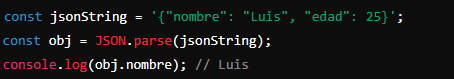 const jsonString = '{"nombre": "Luis", "edad": 25}';
const obj = JSON.parse(jsonString);
console.log(obj.nombre); // Luis